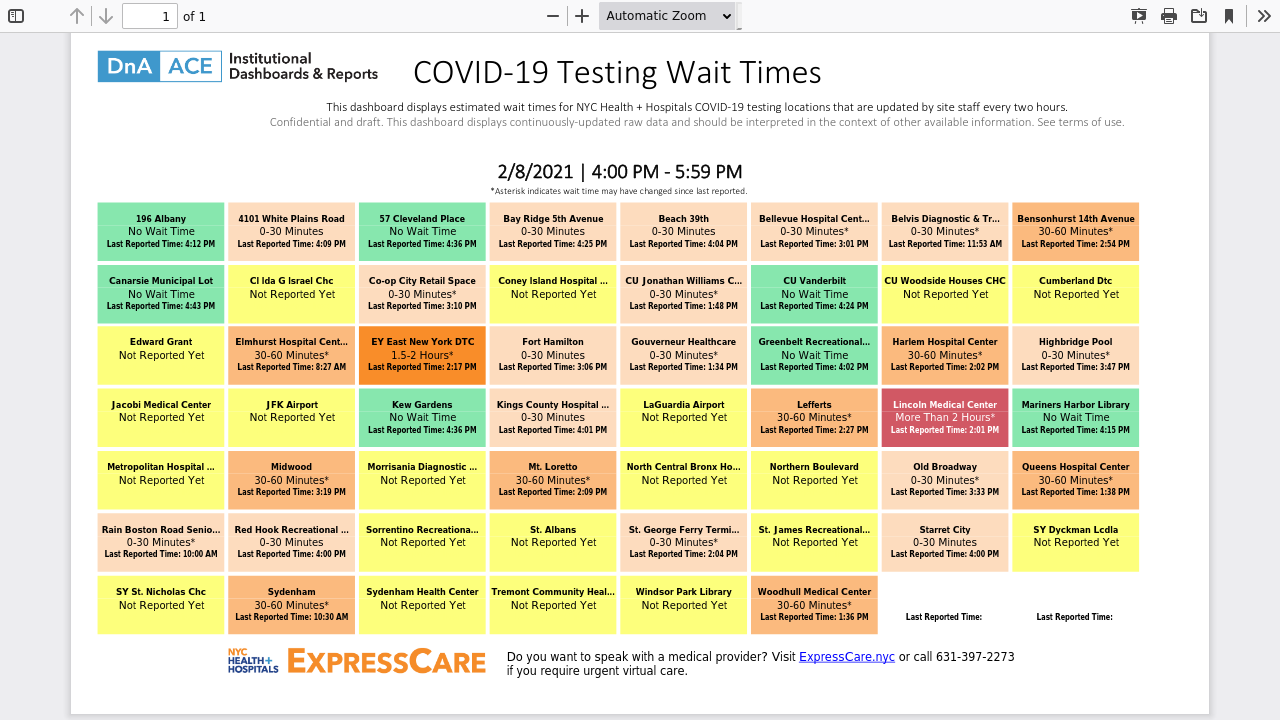 1 of 1
Automatic Zoom
DnA ACE Institutional
Dashboards & Reports
COVID-19 Testing Wait Times
This dashboard displays estimated wait times for NYC Health + Hospitals COVID-19 testing locations that are updated by site staff every two hours.
Confidential and draft. This dashboard displays continuously-updated raw data and should be interpreted in the context of other available information. See terms of use.
2/8/2021 | 4:00 PM - 5:59 PM
*Asterisk indicates wait time may have changed since last reported.
196 Albany
No Wait Time
Last Reported Time: 4:12 PM
4101 White Plains Road
0-30 Minutes
Last Reported Time: 4:09 PM
57 Cleveland Place
No Wait Time
Last Reported Time: 4:36 PM
Bay Ridge 5th Avenue
0-30 Minutes
Last Reported Time: 4:25 PM
Beach 39th
0-30 Minutes
Last Reported Time: 4:04 PM
Bellevue Hospital Cent...
0-30 Minutes*
Last Reported Time: 3:01 PM
Belvis Diagnostic & Tr...
0-30 Minutes*
Last Reported Time: 11:53 AM
Bensonhurst 14th Avenue
30-60 Minutes*
Last Reported Time: 2:54 PM
Canarsie Municipal Lot
No Wait Time
Last Reported Time: 4:43 PM
Cl Ida G Israel Chc
Not Reported Yet
Co-op City Retail Space
0-30 Minutes*
Last Reported Time: 3:10 PM
Coney Island Hospital ...
Not Reported Yet
CU Jonathan Williams C...
0-30 Minutes*
Last Reported Time: 1:48 PM
CU Vanderbilt
No Wait Time
Last Reported Time: 4:24 PM
CU Woodside Houses CHC
Not Reported Yet
Cumberland Dtc
Not Reported Yet
Edward Grant
Not Reported Yet
Elmhurst Hospital Cent...
30-60 Minutes*
Last Reported Time: 8:27 AM
EY East New York DTC
1.5-2 Hours*
Last Reported Time: 2:17 PM
Fort Hamilton
0-30 Minutes
Last Reported Time: 3:06 PM
Gouverneur Healthcare
0-30 Minutes*
Last Reported Time: 1:34 PM
Greenbelt Recreational...
No Wait Time
Last Reported Time: 4:02 PM
Harlem Hospital Center
30-60 Minutes*
Last Reported Time: 2:02 PM
Highbridge Pool
0-30 Minutes*
Last Reported Time: 3:47 PM
Jacobi Medical Center
Not Reported Yet
JFK Airport
Not Reported Yet
Kew Gardens
No Wait Time
Last Reported Time: 4:36 PM
Kings County Hospital ...
0-30 Minutes
Last Reported Time: 4:01 PM
LaGuardia Airport
Not Reported Yet
Lefferts
30-60 Minutes*
Last Reported Time: 2:27 PM
Lincoln Medical Center
More Than 2 Hours*
Last Reported Time: 2:01 PM
Mariners Harbor Library
No Wait Time
Last Reported Time: 4:15 PM
Metropolitan Hospital ...
Not Reported Yet
Midwood
30-60 Minutes*
Last Reported Time: 3:19 PM
Morrisania Diagnostic ...
Not Reported Yet
Mt. Loretto
30-60 Minutes*
Last Reported Time: 2:09 PM
North Central Bronx Ho...
Not Reported Yet
Northern Boulevard
Not Reported Yet
Old Broadway
0-30 Minutes*
Last Reported Time: 3:33 PM
Queens Hospital Center
30-60 Minutes*
Last Reported Time: 1:38 PM
Rain Boston Road Senio...
0-30 Minutes*
Last Reported Time: 10:00 AM
Red Hook Recreational ...
0-30 Minutes
Last Reported Time: 4:00 PM
Sorrentino Recreationa...
Not Reported Yet
St. Albans
Not Reported Yet
St. George Ferry Termi...
0-30 Minutes*
Last Reported Time: 2:04 PM
St. James Recreational...
Not Reported Yet
Starret City
0-30 Minutes
Last Reported Time: 4:00 PM
SY Dyckman Lcdla
Not Reported Yet
SY St. Nicholas Chc
Not Reported Yet
Sydenham
30-60 Minutes*
Last Reported Time: 10:30 AM
Sydenham Health Center
Not Reported Yet
Tremont Community Heal...
Not Reported Yet
Windsor Park Library
Not Reported Yet
Woodhull Medical Center
30-60 Minutes*
Last Reported Time: 1:36 PM
Last Reported Time:
Last Reported Time:
NYC
HEALTH+
HOSPITALS
EXPRESSCARE
Do you want to speak with a medical provider? Visit ExpressCare.nyc or call 631-397-2273
if you require urgent virtual care.